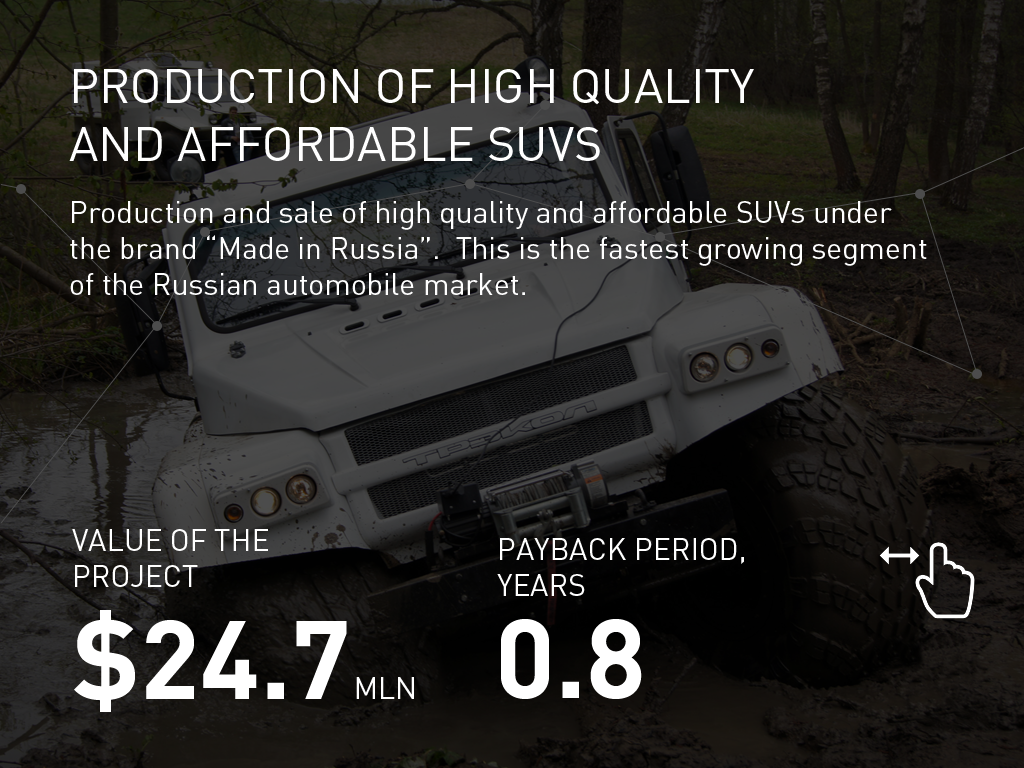 PRODUCTION OF HIGH QUALITY
AND AFFORDABLE SUVS
Production and sale of high quality and affordable SUVs under
the brand “Made in Russia”.  This is the fastest growing segment
of the Russian automobile market.
ТРЭКОЛ
VALUE OF THE
PROJECT
$24.7 MLN
PAYBACK PERIOD,
YEARS
0.8